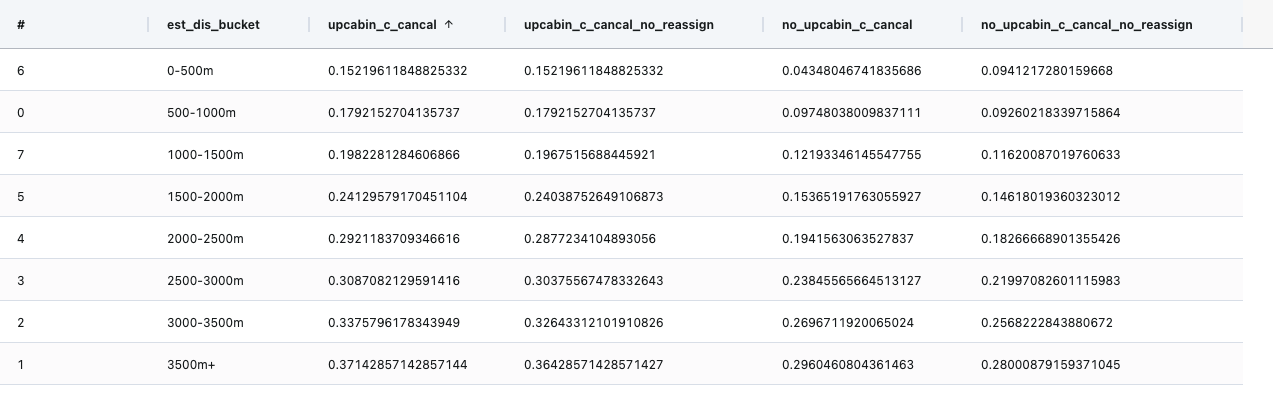 # est_dis_bucket upcabin_c_cancal ↑ upcabin_c_cancal_no_reassign no_upcabin_c_cancal no_upcabin_c_cancal_no_reassign
6 0-500m 0.15219611848825332 0.15219611848825332 0.04348046741835686 0.0941217280159668
0 500-1000m 0.1792152704135737 0.1792152704135737 0.09748038009837111 0.09260218339715864
7 1000-1500m 0.1982281284606866 0.1967515688445921 0.12193346145547755 0.11620087019760633
5 1500-2000m 0.24129579170451104 0.24038752649106873 0.15365191763055927 0.14618019360323012
4 2000-2500m 0.2921183709346616 0.2877234104893056 0.1941563063527837 0.18266668901355426
3 2500-3000m 0.3087082129591416 0.30375567478332643 0.23845565664513127 0.21997082601115983
2 3000-3500m 0.3375796178343949 0.32643312101910826 0.2696711920065024 0.2568222843880672
1 3500m+ 0.37142857142857144 0.36428571428571427 0.2960460804361463 0.28000879159371045